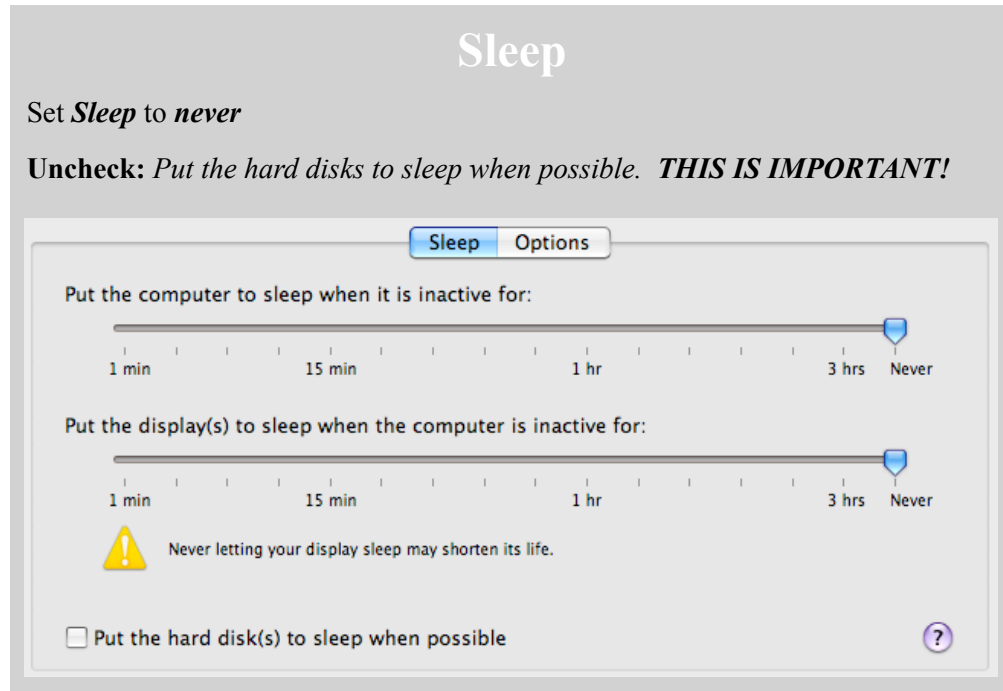 Sleep
Set Sleep to never
Uncheck: Put the hard disks to sleep when possible. THIS IS IMPORTANT!
Sleep Options
Put the computer to sleep when it is inactive for:
1 min 15 min 1 hr 3 hrs Never
Put the display(s) to sleep when the computer is inactive for:
1 min 15 min 1 hr 3 hrs Never
Never letting your display sleep may shorten its life.
Put the hard disk(s) to sleep when possible ?